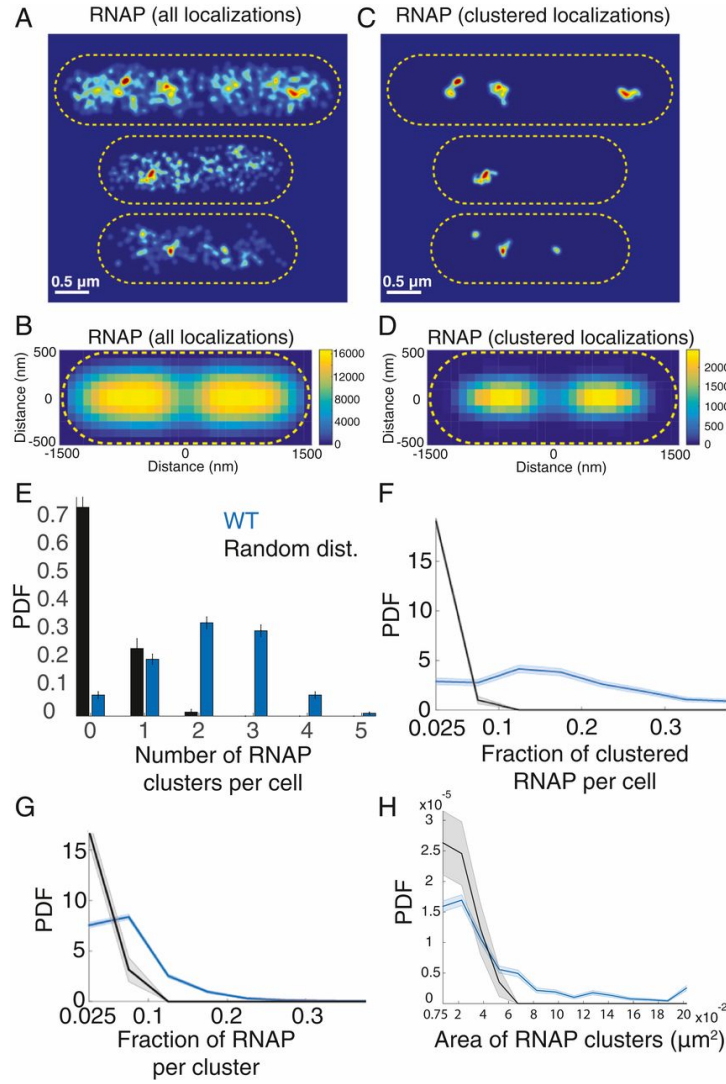 A RNAP (all localizations)
0.5 µm
C RNAP (clustered localizations)
0.5 µm
B RNAP (all localizations)
Distance (nm)
500
0
-500
-1500 0 1500
Distance (nm)
16000
12000
8000
4000
0
D RNAP (clustered localizations)
Distance (nm)
500
0
-500
-1500 0 1500
Distance (nm)
2000
1500
1000
500
0
E
WT
Random dist.
PDF
0.7
0.6
0.5
0.4
0.3
0.2
0.1
0
0 1 2 3 4 5
Number of RNAP
clusters per cell
F
PDF
15
10
5
0
0.025 0.1 0.2 0.3
Fraction of clustered
RNAP per cell
G
PDF
15
10
5
0
0.025 0.1 0.3
Fraction of RNAP
per cluster
H
x10⁻⁵
PDF
3
2.5
2
1.5
1
0.5
0
0.75 2 4 6 8 10 12 14 16 18 20
x10⁻²
Area of RNAP clusters (µm²)